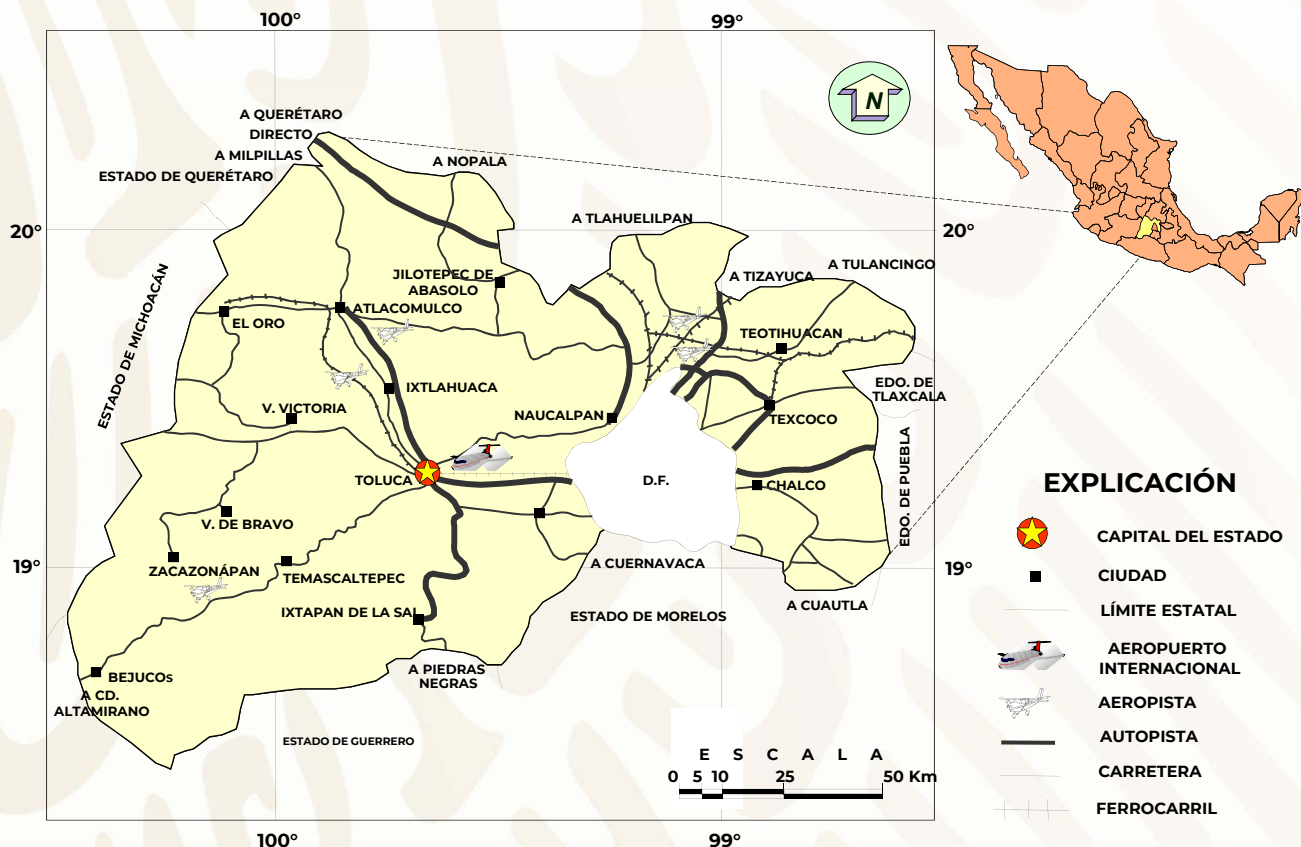 100°
99°
N
A QUERÉTARO
DIRECTO
A MILPILLAS
ESTADO DE QUERÉTARO
A NOPALA
A TLAHUELILPAN
20°
20°
A TIZAYUCA
A TULANCINGO
ESTADO DE MICHOACÁN
JILOTEPEC DE
ABASOLO
ATLACOMULCO
EL ORO
TEOTIHUACAN
IXTLAHUACA
EDO. DE
TLAXCALA
V. VICTORIA
NAUCALPAN
TEXCOCO
TOLUCA
D.F.
CHALCO
EDO. DE PUEBLA
V. DE BRAVO
ZACAZONÁPAN
TEMASCALTEPEC
A CUERNAVACA
19°
19°
IXTAPAN DE LA SAL
ESTADO DE MORELOS
A CUAUTLA
BEJUCOs
A CD.
ALTAMIRANO
A PIEDRAS
NEGRAS
ESTADO DE GUERRERO
E S C A L A
0 5 10 25 50 Km
100°
99°
EXPLICACIÓN
CAPITAL DEL ESTADO
CIUDAD
LÍMITE ESTATAL
AEROPUERTO
INTERNACIONAL
AEROPISTA
AUTOPISTA
CARRETERA
FERROCARRIL